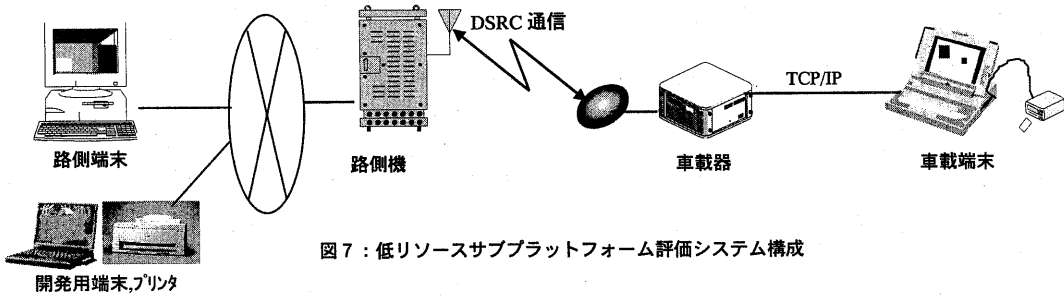 DSRC 通信
TCP/IP
路側端末
路側機
車載器
車載端末
図7：低リソースサブプラットフォーム評価システム構成
開発用端末,プリンタ